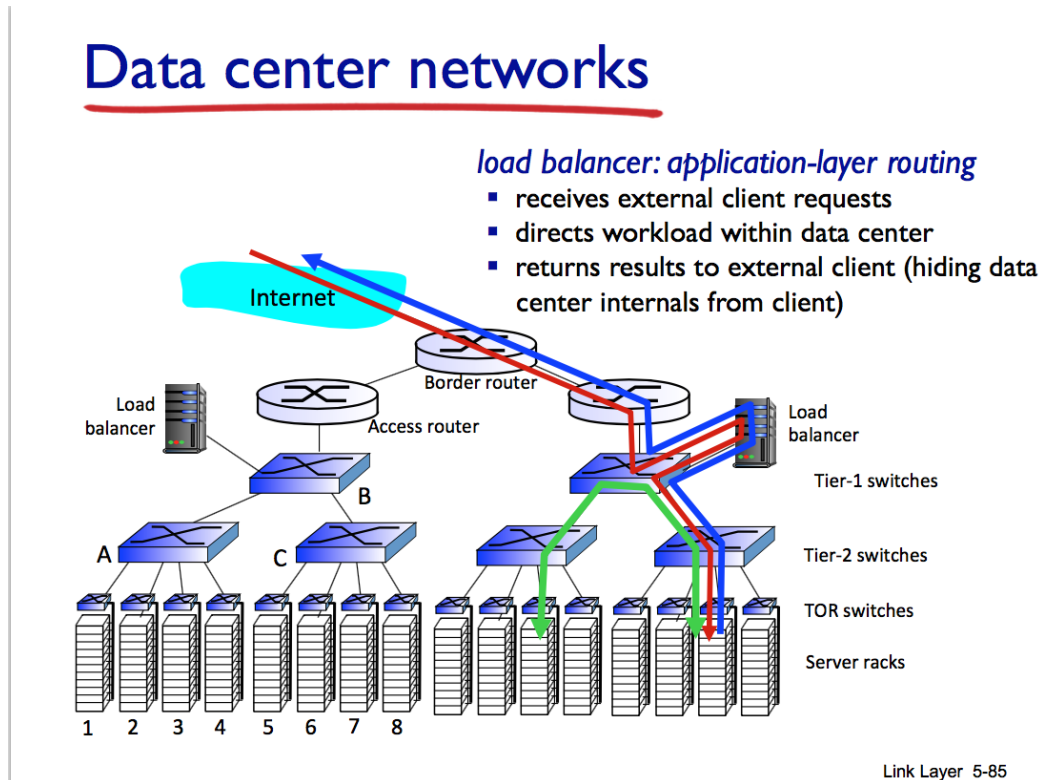 Data center networks
load balancer: application-layer routing
▪ receives external client requests
▪ directs workload within data center
▪ returns results to external client (hiding data
center internals from client)
Internet
Border router
Load
balancer
Access router
Load
balancer
B
Tier-1 switches
A
C
Tier-2 switches
TOR switches
Server racks
1 2 3 4 5 6 7 8
Link Layer 5-85